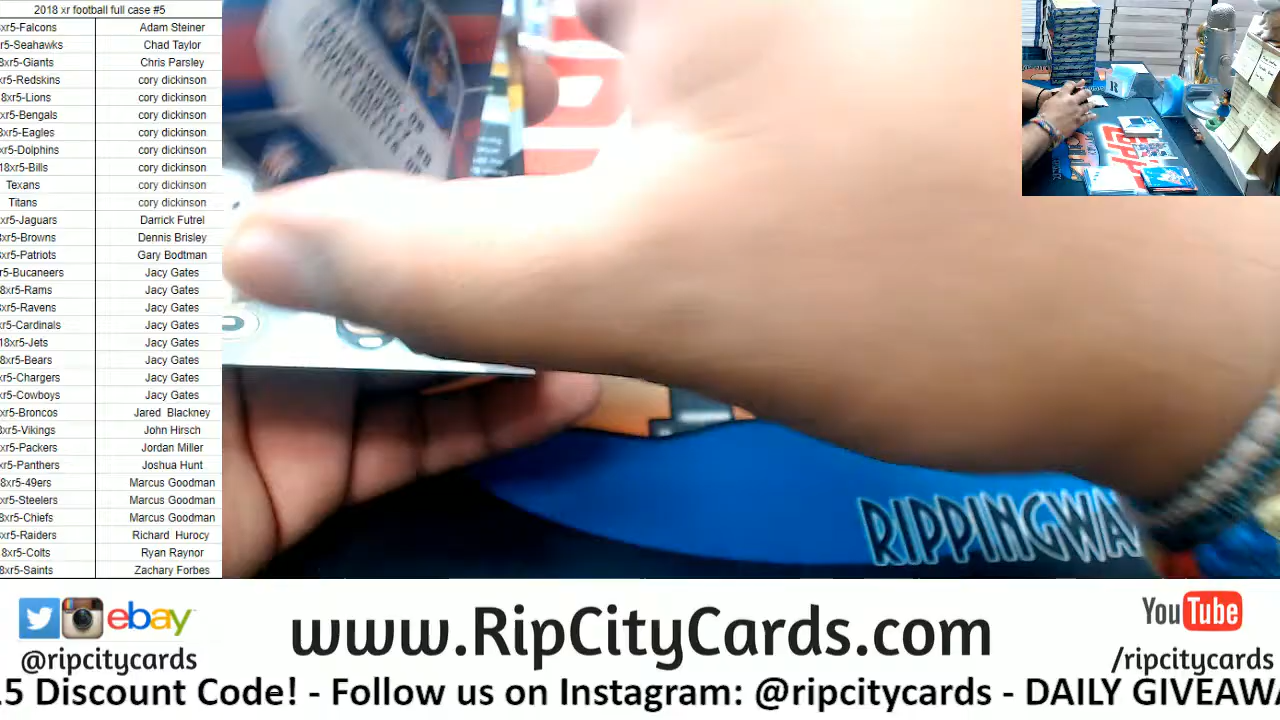 2018 xr football full case #5
xr5-Falcons Adam Steiner
r5-Seahawks Chad Taylor
8xr5-Giants Chris Parsley
xr5-Redskins cory dickinson
8xr5-Lions cory dickinson
xr5-Bengals cory dickinson
8xr5-Eagles cory dickinson
xr5-Dolphins cory dickinson
18xr5-Bills cory dickinson
Texans cory dickinson
Titans cory dickinson
xr5-Jaguars Darrick Futrel
xr5-Browns Dennis Brisley
xr5-Patriots Gary Bodtman
r5-Bucaneers Jacy Gates
8xr5-Rams Jacy Gates
xr5-Ravens Jacy Gates
xr5-Cardinals Jacy Gates
18xr5-Jets Jacy Gates
8xr5-Bears Jacy Gates
xr5-Chargers Jacy Gates
xr5-Cowboys Jacy Gates
xr5-Broncos Jared Blackney
8xr5-Vikings John Hirsch
xr5-Packers Jordan Miller
xr5-Panthers Joshua Hunt
8xr5-49ers Marcus Goodman
xr5-Steelers Marcus Goodman
8xr5-Chiefs Marcus Goodman
xr5-Raiders Richard Hurocy
8xr5-Colts Ryan Raynor
8xr5-Saints Zachary Forbes
RIPPINGWA
ebay
@ripcitycards
www.RipCityCards.com
YouTube
/ripcitycards
15 Discount Code! - Follow us on Instagram: @ripcitycards - DAILY GIVEAWA